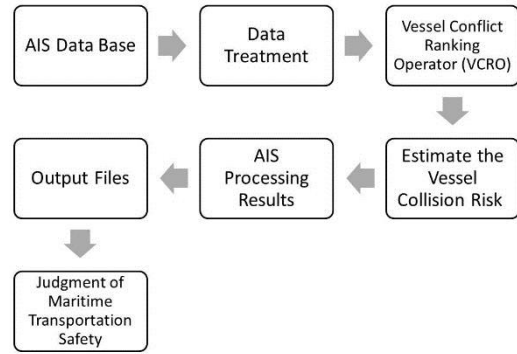 AIS Data Base
Data
Treatment
Vessel Conflict
Ranking
Operator (VCRO)
Estimate the
Vessel
Collision Risk
AIS
Processing
Results
Output Files
Judgment of
Maritime
Transportation
Safety